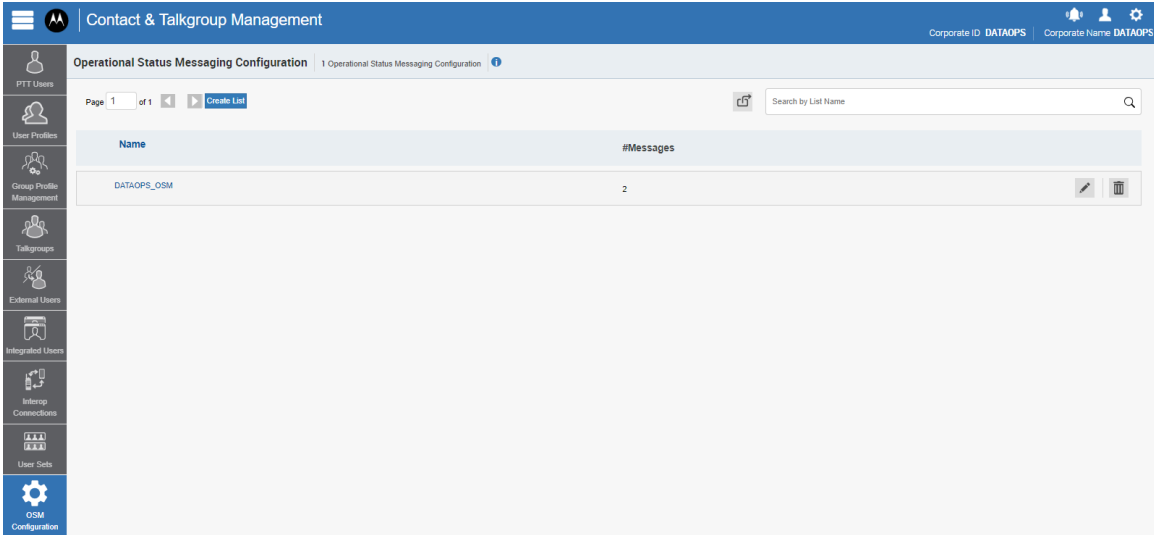 Contact & Talkgroup Management
Corporate ID DATAOPS
Corporate Name DATAOPS
PTT Users
User Profiles
Group Profile
Management
Talkgroups
External Users
Integrated Users
Interop
Connections
User Sets
OSM
Configuration
Operational Status Messaging Configuration
1 Operational Status Messaging Configuration
Page 1 of 1
Create List
Search by List Name
Name
#Messages
DATAOPS_OSM
2